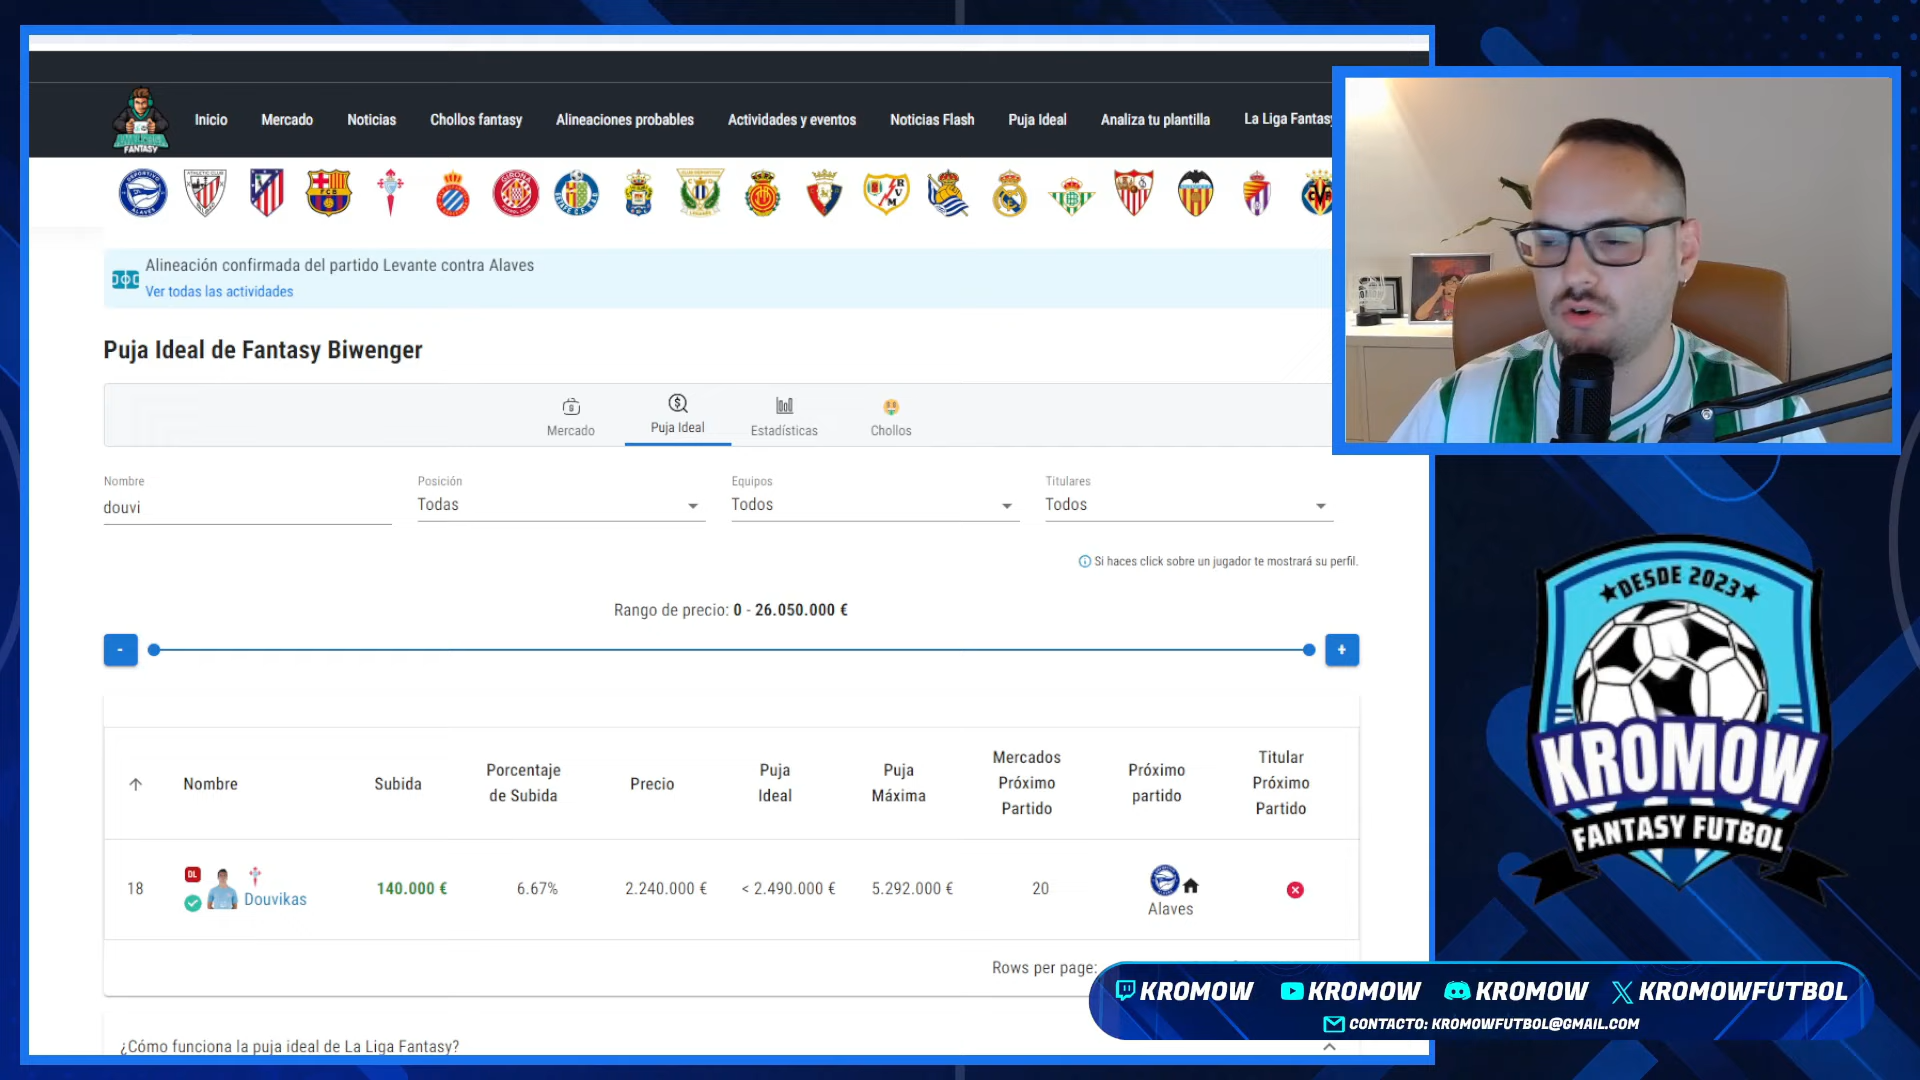 Inicio Mercado Noticias Chollos fantasy Alineaciones probables Actividades y eventos Noticias Flash Puja Ideal Analiza tu plantilla La Liga Fantasy
FANTASY
Alineación confirmada del partido Levante contra Alaves
Ver todas las actividades
Puja Ideal de Fantasy Biwenger
Mercado Puja Ideal Estadísticas Chollos
Nombre Posición Equipos Titulares
douvi Todas Todos Todos
Si haces click sobre un jugador te mostrará su perfil.
Rango de precio: 0 - 26.050.000 €
- +
Nombre Subida Porcentaje de Subida Precio Puja Ideal Puja Máxima Mercados Próximo Partido Próximo partido Titular Próximo Partido
18 DL Douvikas 140.000 € 6.67% 2.240.000 € < 2.490.000 € 5.292.000 € 20 Alaves
Rows per page:
¿Cómo funciona la puja ideal de La Liga Fantasy?
DESDE 2023
KROMOW
FANTASY FUTBOL
KROMOW KROMOW KROMOW KROMOWFUTBOL
CONTACTO: KROMOWFUTBOL@GMAIL.COM